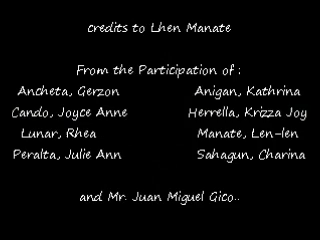 credits to Lhen Manate
From the Participation of :
Ancheta, Gerzon Anigan, Kathrina
Cando, Joyce Anne Herrella, Krizza Joy
Lunar, Rhea Manate, Len-len
Peralta, Julie Ann Sahagun, Charina
and Mr. Juan Miguel Gico..